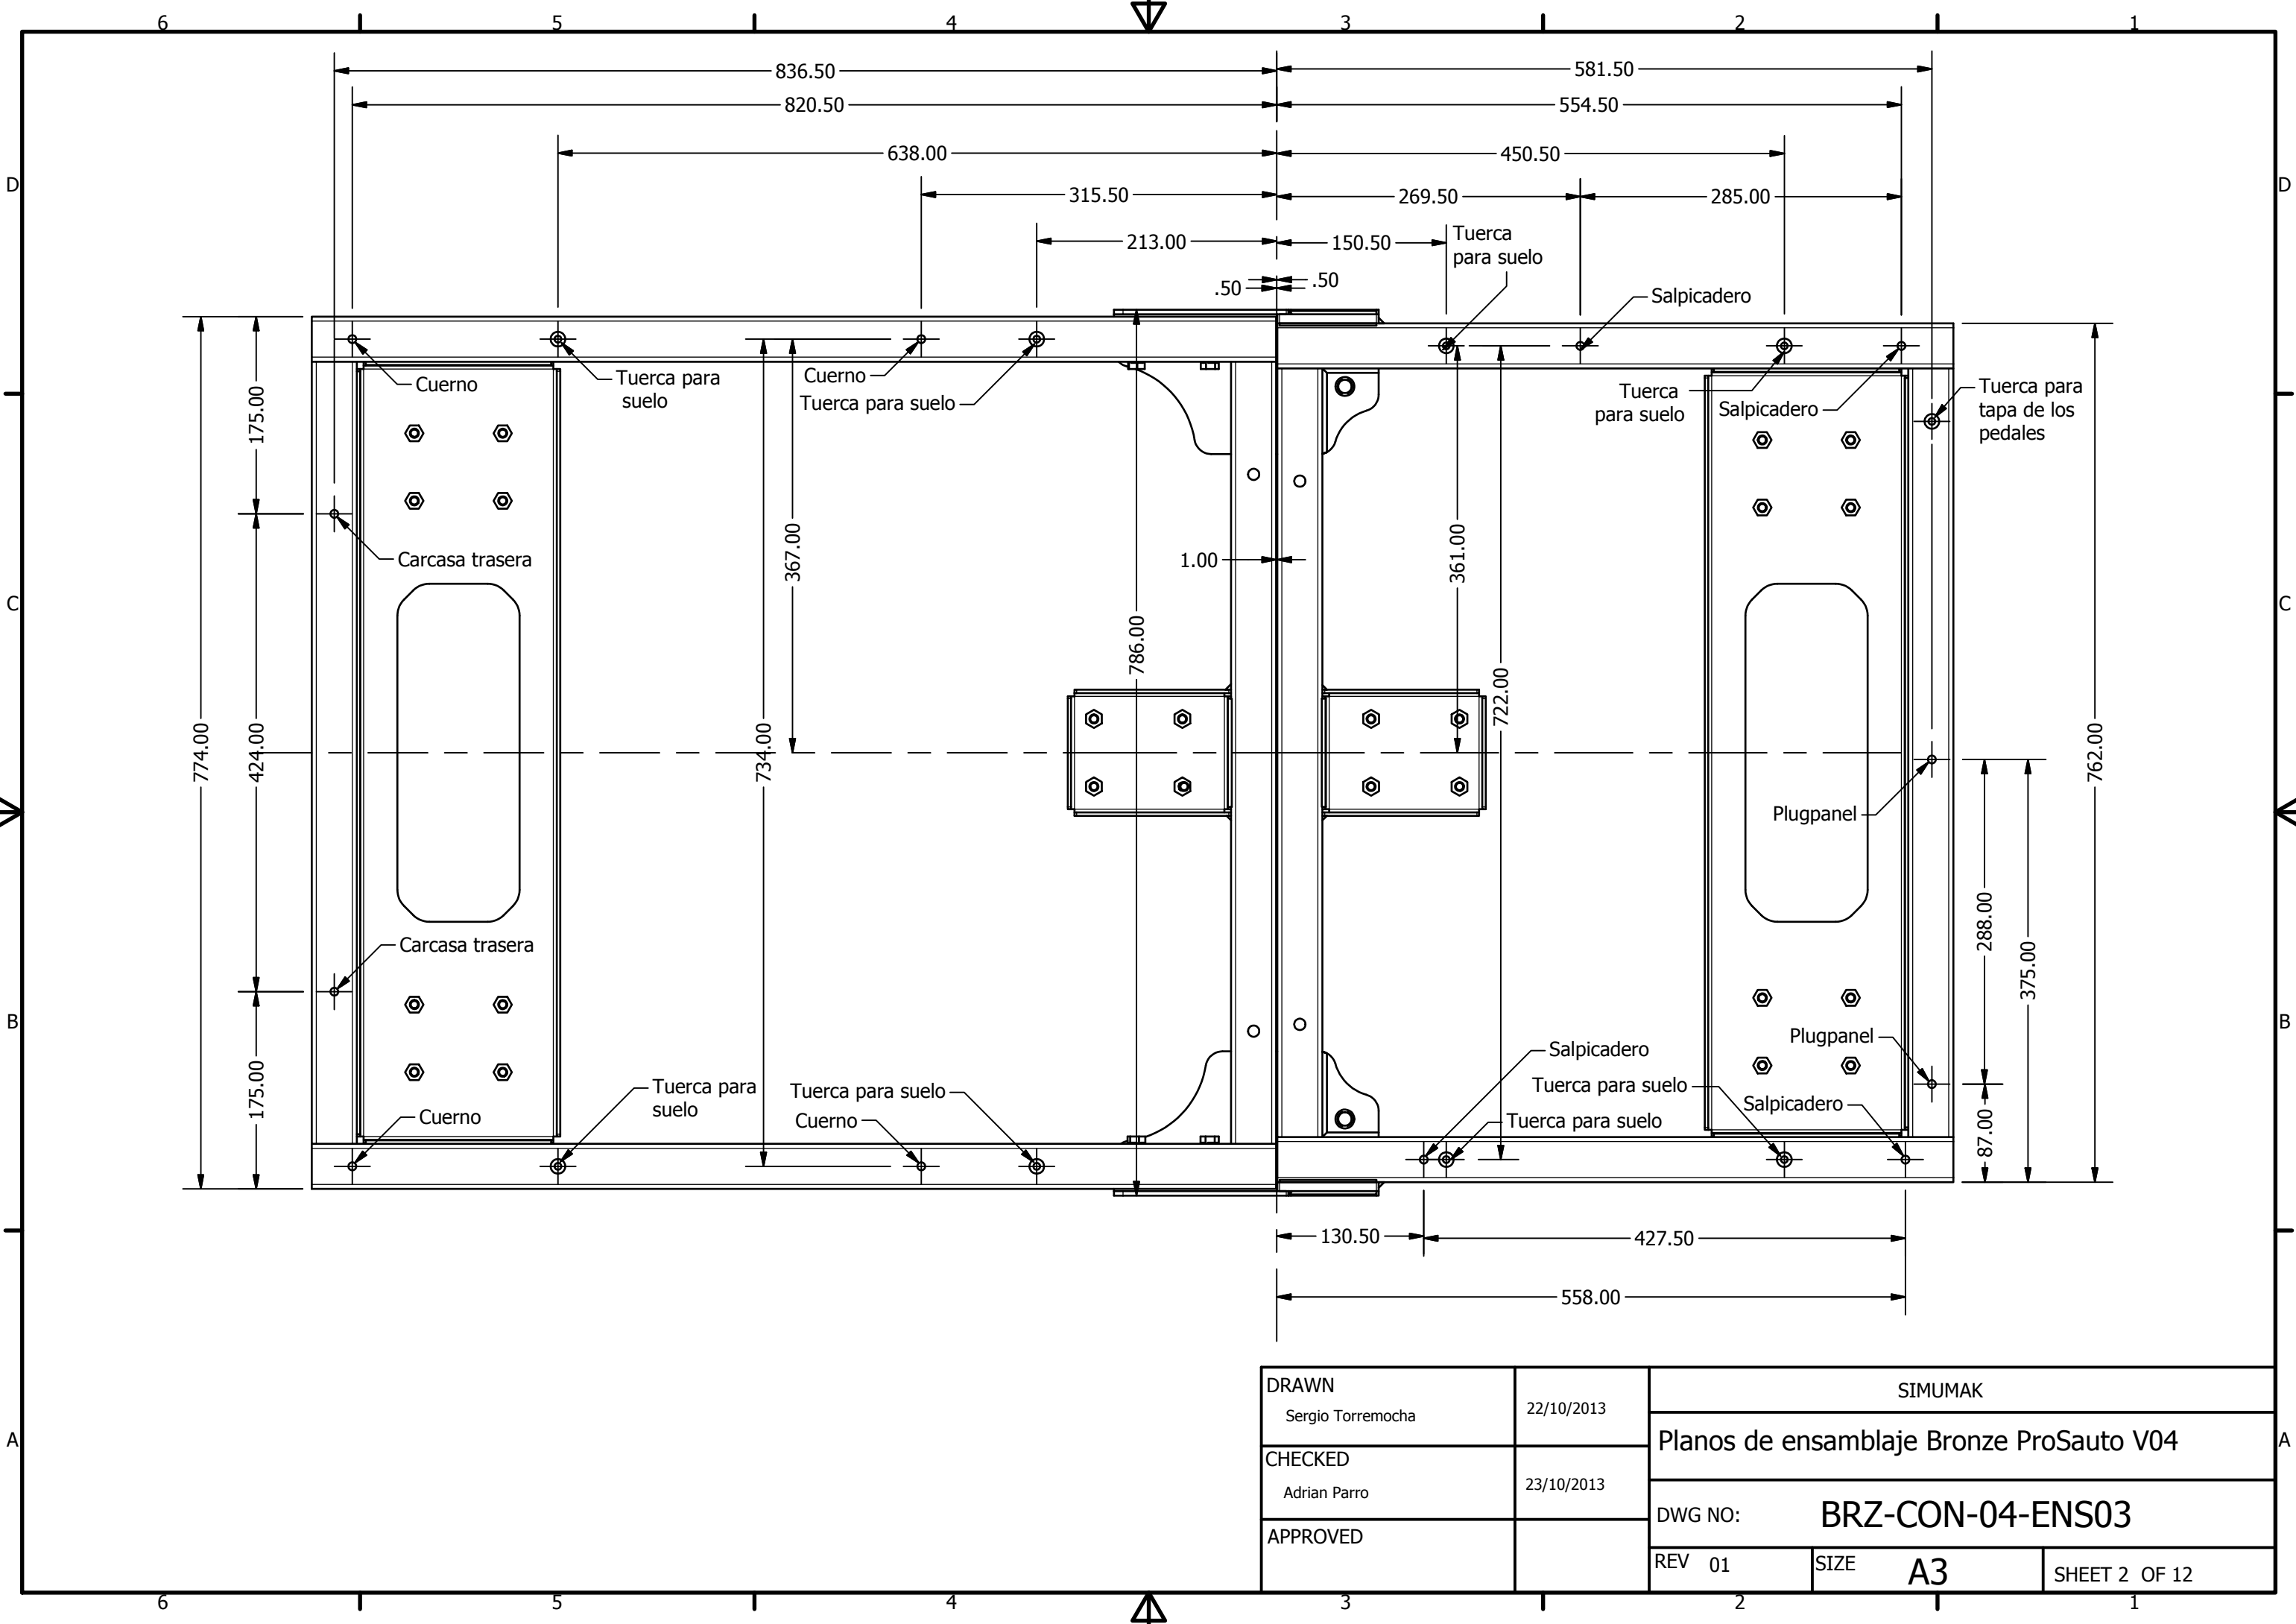 6 5 4 3 2 1
836.50 581.50
820.50 554.50
638.00 450.50
D D
315.50 269.50 285.00
213.00 150.50
Tuerca
para suelo
.50 .50
Salpicadero
Cuerno
Tuerca para
suelo
Cuerno
Tuerca para suelo
Tuerca
para suelo
Salpicadero
Tuerca para
tapa de los
pedales
175.00
Carcasa trasera
367.00
1.00
361.00
C C
786.00
722.00
774.00
424.00
734.00
762.00
Plugpanel
288.00
375.00
Carcasa trasera
B B
Plugpanel
Salpicadero
175.00
Tuerca para
suelo
Tuerca para suelo
Cuerno
Cuerno
Tuerca para suelo
Salpicadero
Tuerca para suelo
87.00
130.50 427.50
558.00
DRAWN
Sergio Torremocha
22/10/2013
SIMUMAK
Planos de ensamblaje Bronze ProSauto V04
A A
CHECKED
Adrian Parro
23/10/2013
DWG NO: BRZ-CON-04-ENS03
APPROVED
REV 01 SIZE A3 SHEET 2 OF 12
6 5 4 3 2 1